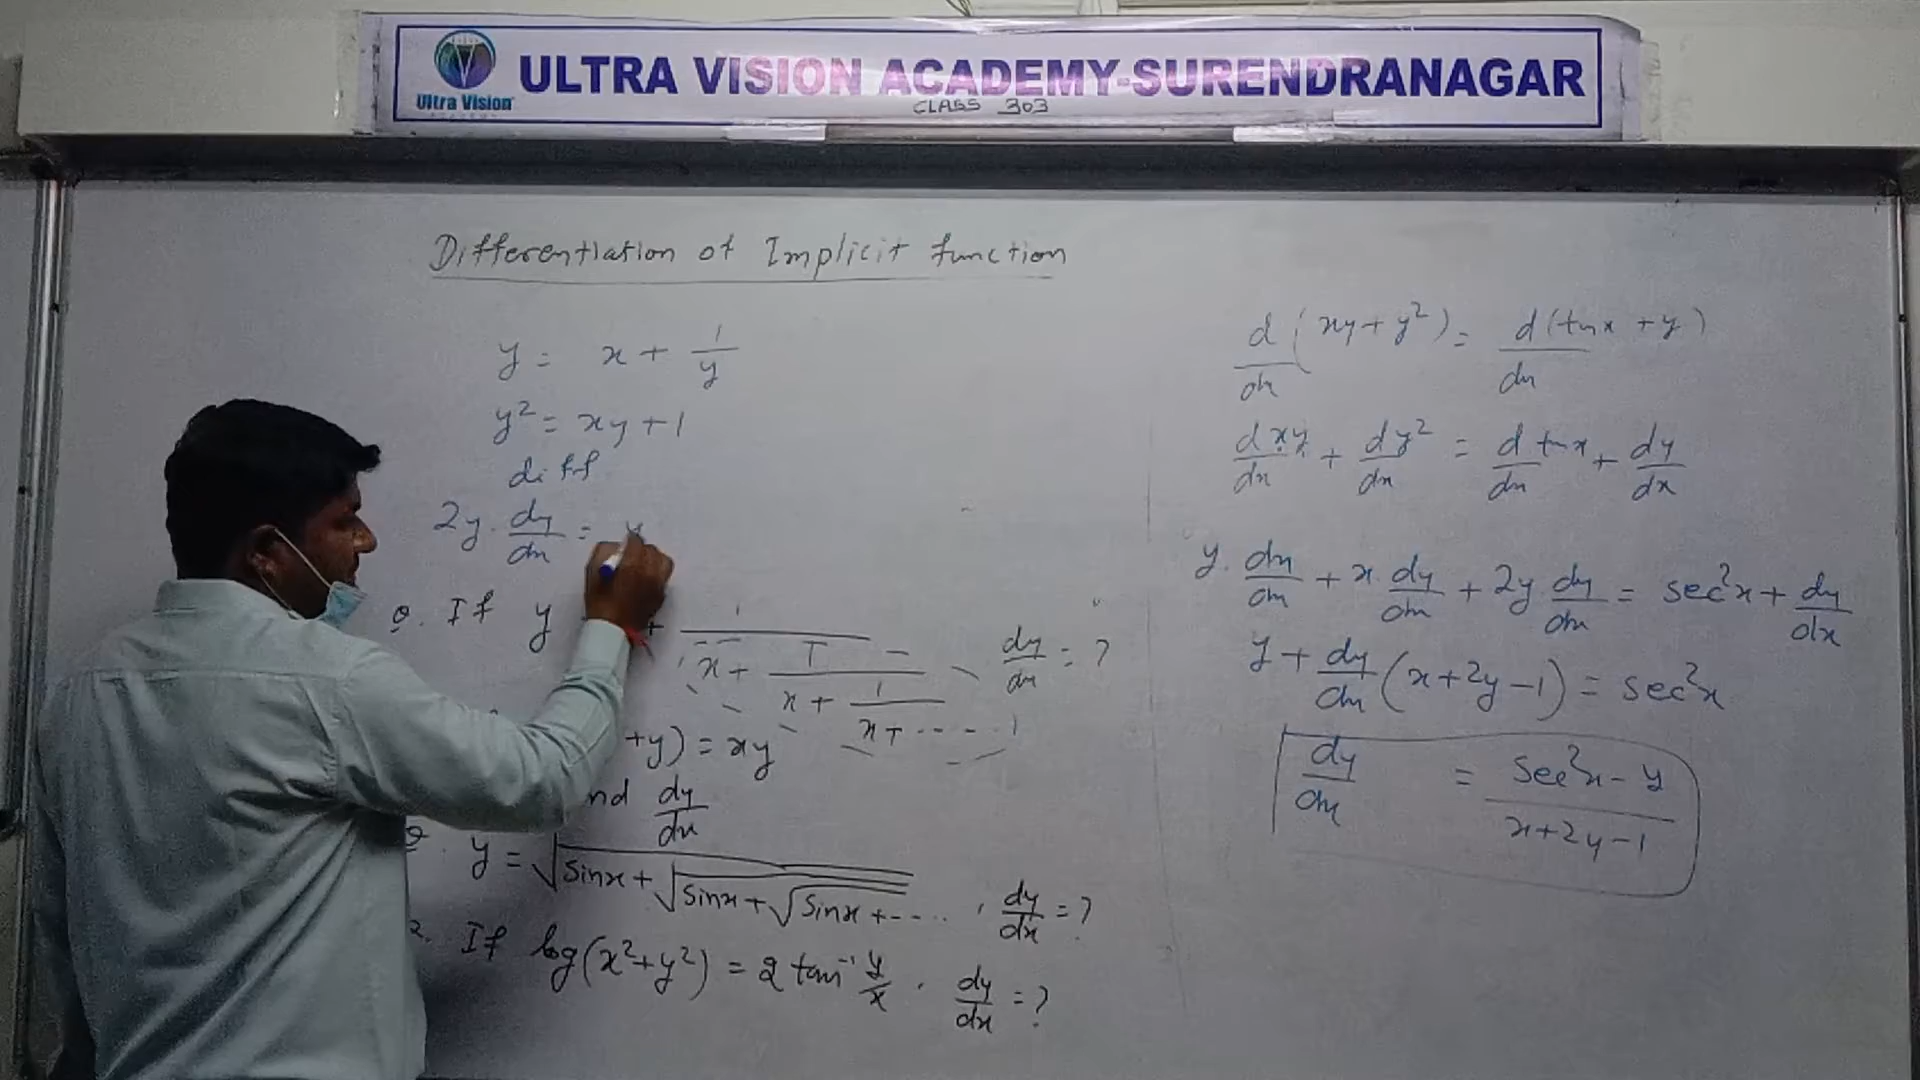 ULTRA VISION ACADEMY-SURENDRANAGAR
Ultra Vision
ACADEMY
CLASS 303
Differentiation of Implicit function
y = x + 1/y
y² = xy + 1
diff
2y. dy/dx = y
Q. If y + 1/(x + 1/(x + 1/(x + ....  dy/dx = ?
+y) = xy
nd dy/dx
Q. y = √sinx + √sinx + √sinx + .... , dy/dx = ?
If log(x²+y²) = 2 tan⁻¹ y/x . dy/dx = ?
d/dx (xy + y²) = d(tanx + y)/dx
d xy/dx + dy²/dx = d/dx tanx + dy/dx
y. dx/dx + x. dy/dx + 2y dy/dx = sec²x + dy/dx
y + dy/dx (x + 2y - 1) = sec²x
dy/dx = sec²x - y / x + 2y - 1